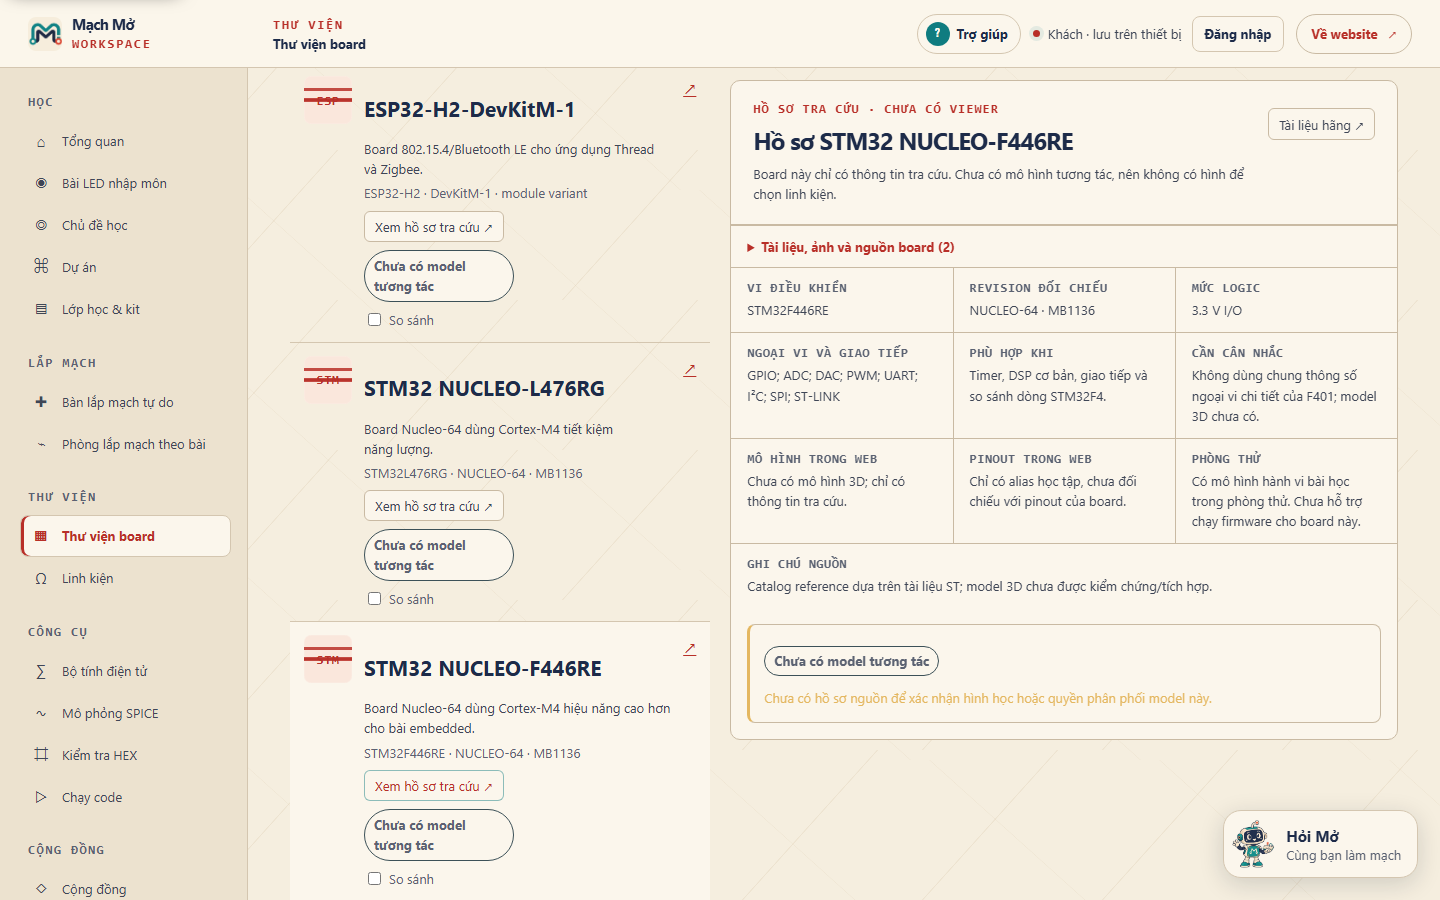 Mạch Mở
WORKSPACE
THƯ VIỆN
Thư viện board
? Trợ giúp
Khách · lưu trên thiết bị
Đăng nhập
Về website ↗
HỌC
Tổng quan
Bài LED nhập môn
Chủ đề học
Dự án
Lớp học & kit
LẮP MẠCH
Bàn lắp mạch tự do
Phòng lắp mạch theo bài
THƯ VIỆN
Thư viện board
Linh kiện
CÔNG CỤ
Bộ tính điện tử
Mô phỏng SPICE
Kiểm tra HEX
Chạy code
CỘNG ĐỒNG
Cộng đồng
ESP
ESP32-H2-DevKitM-1
↗
Board 802.15.4/Bluetooth LE cho ứng dụng Thread
và Zigbee.
ESP32-H2 · DevKitM-1 · module variant
Xem hồ sơ tra cứu ↗
Chưa có model
tương tác
So sánh
STM
STM32 NUCLEO-L476RG
↗
Board Nucleo-64 dùng Cortex-M4 tiết kiệm
năng lượng.
STM32L476RG · NUCLEO-64 · MB1136
Xem hồ sơ tra cứu ↗
Chưa có model
tương tác
So sánh
STM
STM32 NUCLEO-F446RE
↗
Board Nucleo-64 dùng Cortex-M4 hiệu năng cao hơn
cho bài embedded.
STM32F446RE · NUCLEO-64 · MB1136
Xem hồ sơ tra cứu ↗
Chưa có model
tương tác
So sánh
HỒ SƠ TRA CỨU · CHƯA CÓ VIEWER
Hồ sơ STM32 NUCLEO-F446RE
Board này chỉ có thông tin tra cứu. Chưa có mô hình tương tác, nên không có hình để
chọn linh kiện.
Tài liệu hãng ↗
▶ Tài liệu, ảnh và nguồn board (2)
VI ĐIỀU KHIỂN
STM32F446RE
REVISION ĐỐI CHIẾU
NUCLEO-64 · MB1136
MỨC LOGIC
3.3 V I/O
NGOẠI VI VÀ GIAO TIẾP
GPIO; ADC; DAC; PWM; UART;
I²C; SPI; ST-LINK
PHÙ HỢP KHI
Timer, DSP cơ bản, giao tiếp và
so sánh dòng STM32F4.
CẦN CÂN NHẮC
Không dùng chung thông số
ngoại vi chi tiết của F401; model
3D chưa có.
MÔ HÌNH TRONG WEB
Chưa có mô hình 3D; chỉ có
thông tin tra cứu.
PINOUT TRONG WEB
Chỉ có alias học tập, chưa đối
chiếu với pinout của board.
PHÒNG THỬ
Có mô hình hành vi bài học
trong phòng thử. Chưa hỗ trợ
chạy firmware cho board này.
GHI CHÚ NGUỒN
Catalog reference dựa trên tài liệu ST; model 3D chưa được kiểm chứng/tích hợp.
Chưa có model tương tác
Chưa có hồ sơ nguồn để xác nhận hình học hoặc quyền phân phối model này.
Hỏi Mở
Cùng bạn làm mạch